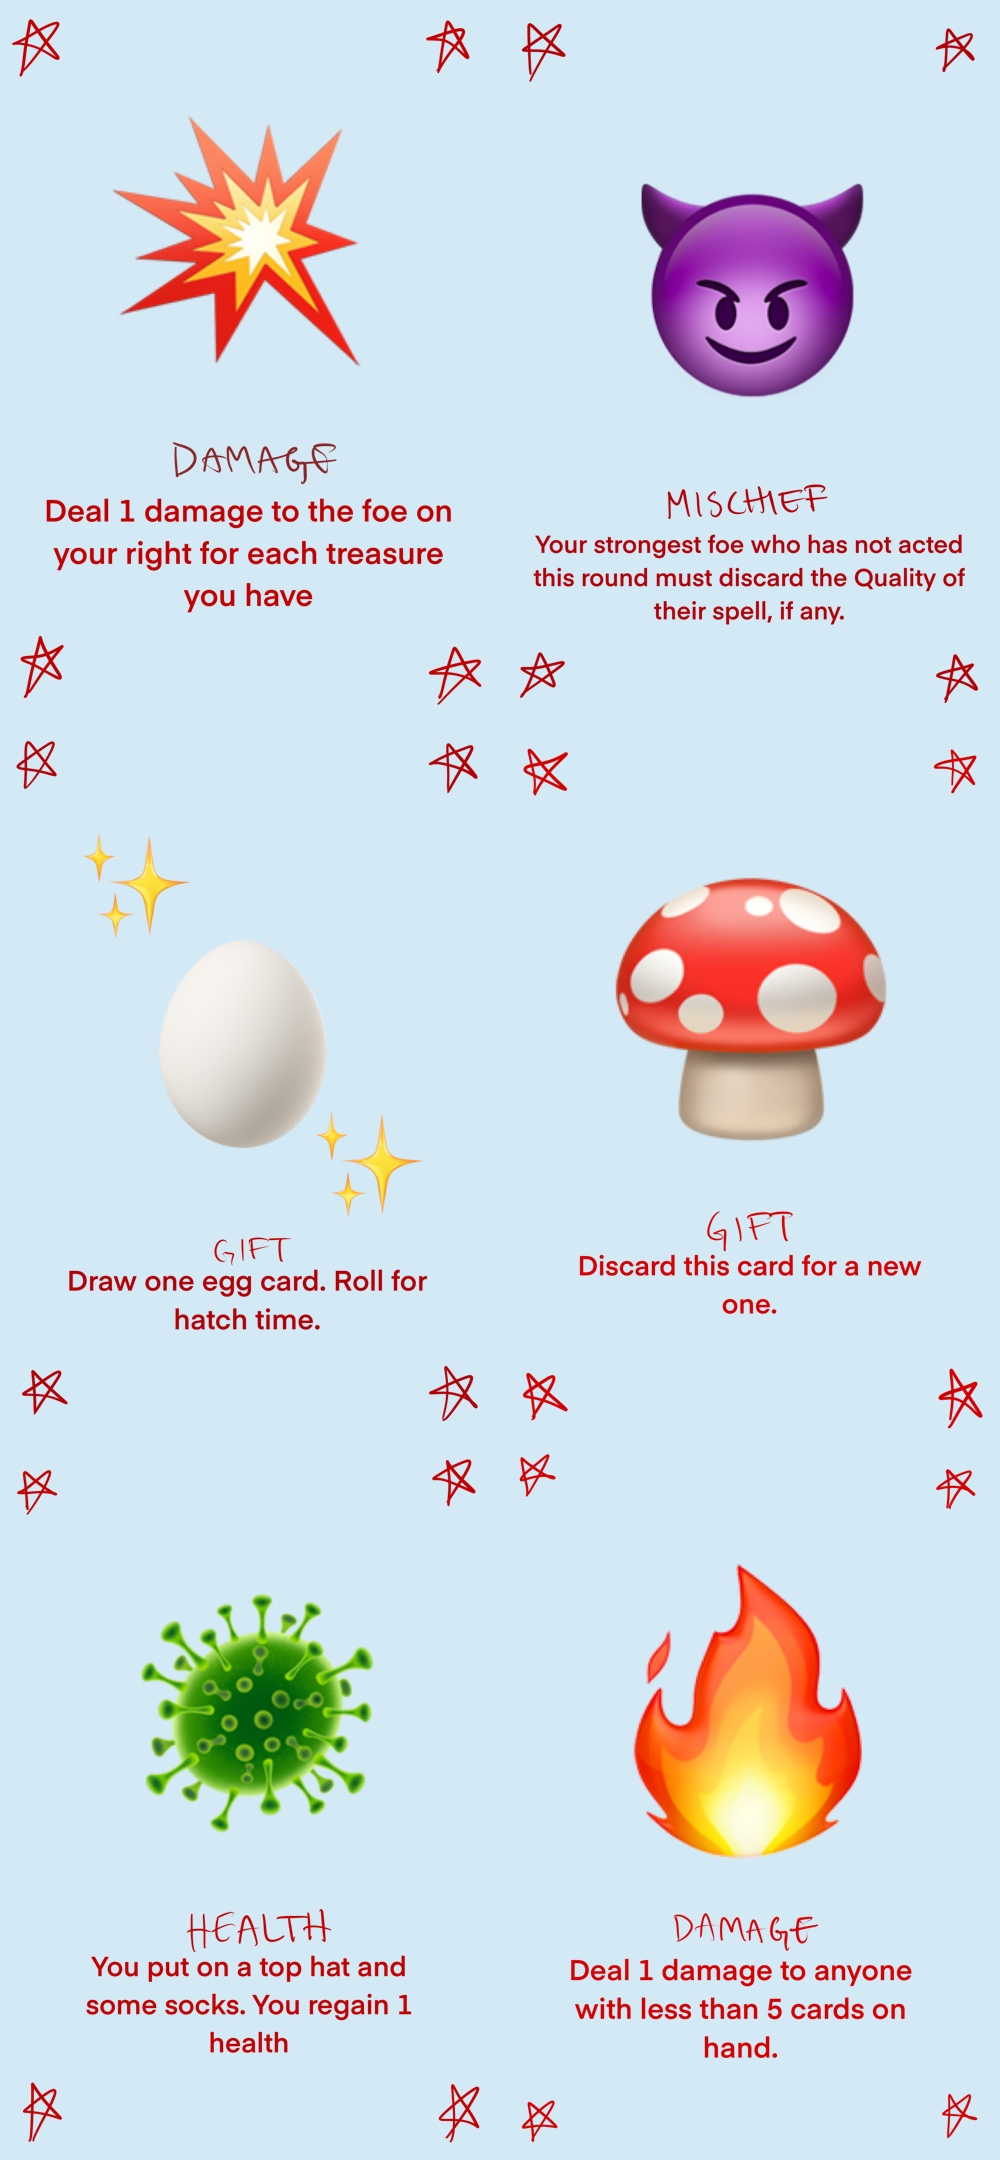 DAMAGE
Deal 1 damage to the foe on
your right for each treasure
you have
MISCHIEF
Your strongest foe who has not acted
this round must discard the Quality of
their spell, if any.
GIFT
Draw one egg card. Roll for
hatch time.
GIFT
Discard this card for a new
one.
HEALTH
You put on a top hat and
some socks. You regain 1
health
DAMAGE
Deal 1 damage to anyone
with less than 5 cards on
hand.